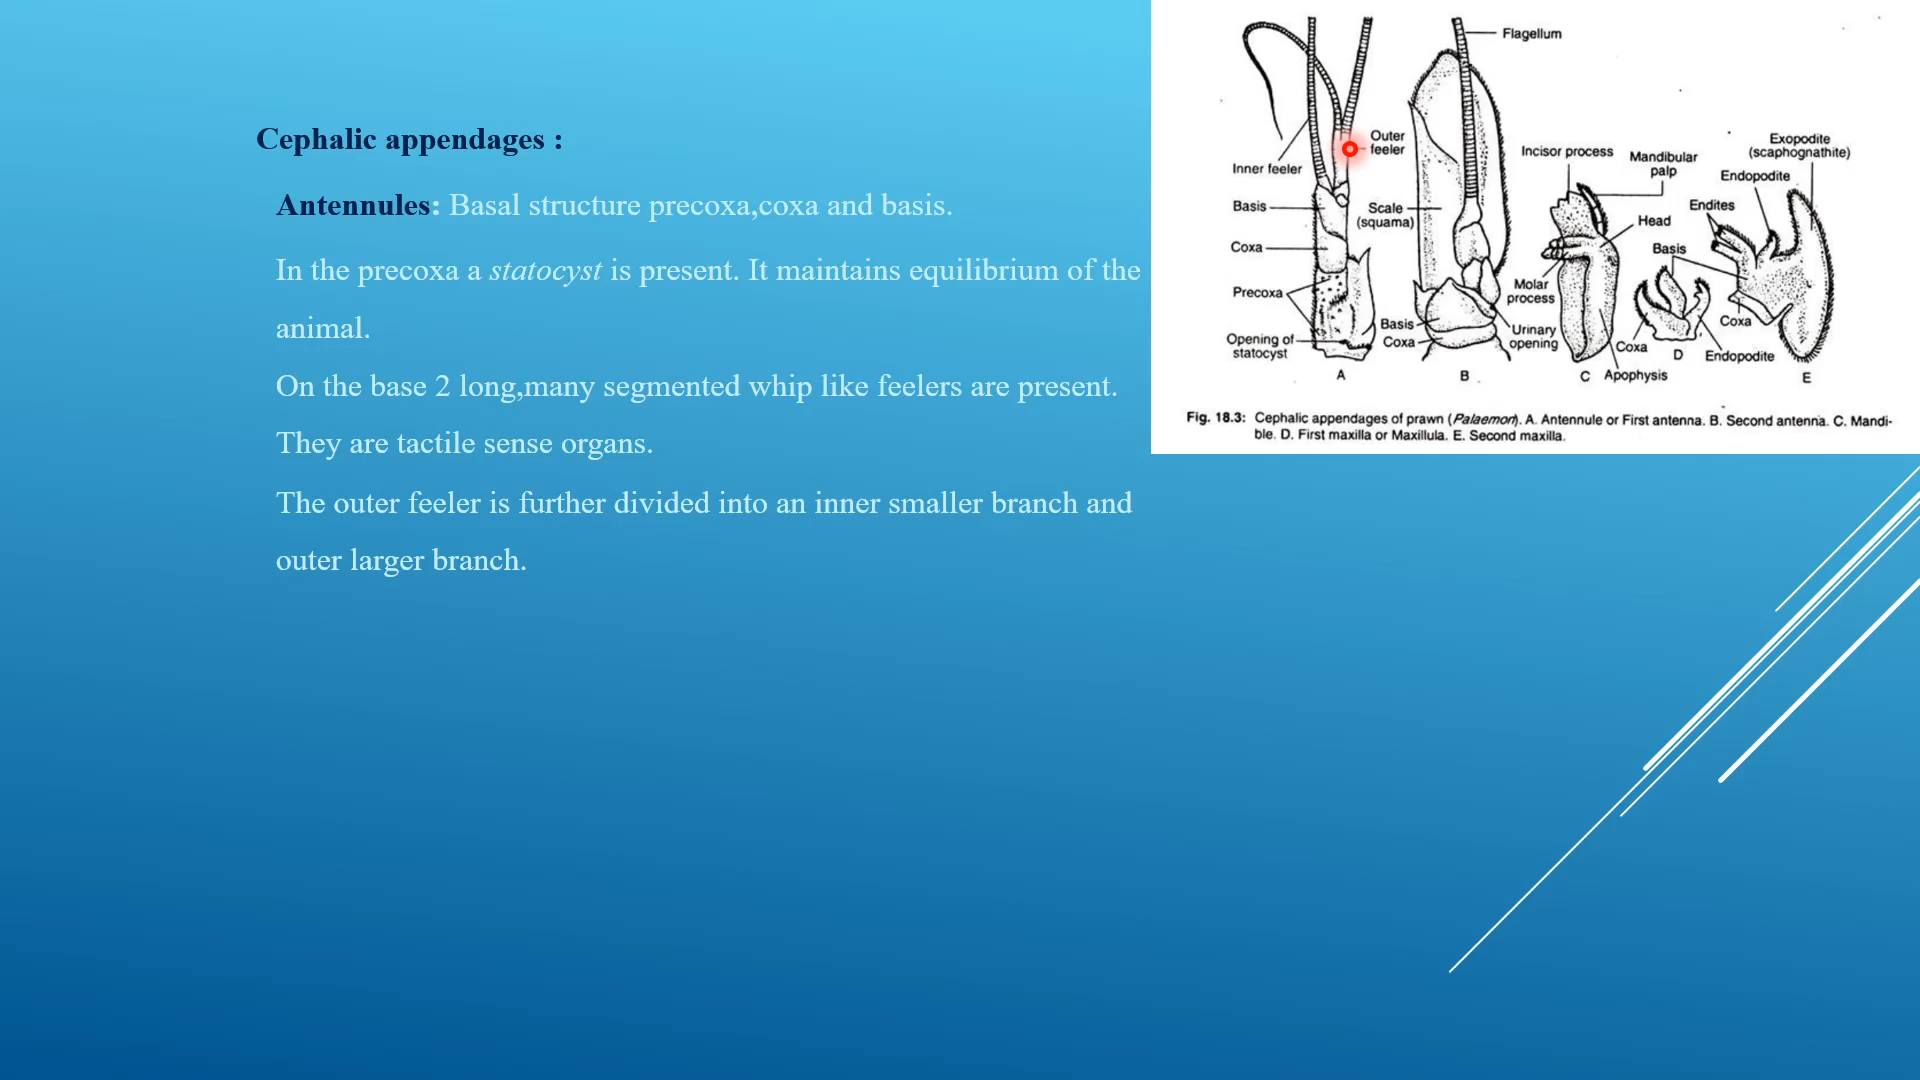 Cephalic appendages :
Antennules: Basal structure precoxa,coxa and basis.
In the precoxa a statocyst is present. It maintains equilibrium of the
animal.
On the base 2 long,many segmented whip like feelers are present.
They are tactile sense organs.
The outer feeler is further divided into an inner smaller branch and
outer larger branch.
Flagellum
Outer
feeler
Inner feeler
Basis
Coxa
Precoxa
Opening of
statocyst
A
Scale
(squama)
Basis
Coxa
Urinary
opening
B
Incisor process
Mandibular
palp
Head
Molar
process
Apophysis
C
Basis
Coxa
Endopodite
D
Exopodite
(scaphognathite)
Endopodite
Endites
Coxa
E
Fig. 18.3: Cephalic appendages of prawn (Palaemon). A. Antennule or First antenna. B. Second antenna. C. Mandi-
ble. D. First maxilla or Maxillula. E. Second maxilla.